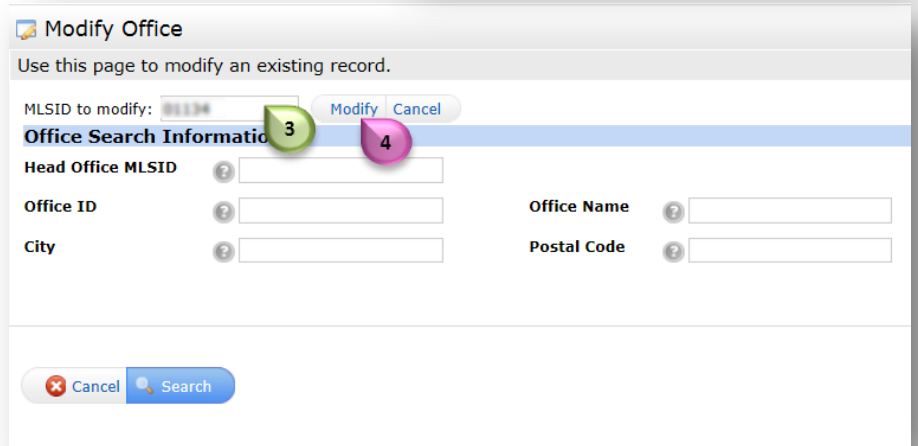 Modify Office
Use this page to modify an existing record.
MLSID to modify: 3 Modify Cancel
Office Search Informatio 4
Head Office MLSID ?
Office ID ? Office Name ?
City ? Postal Code ?
Cancel Search